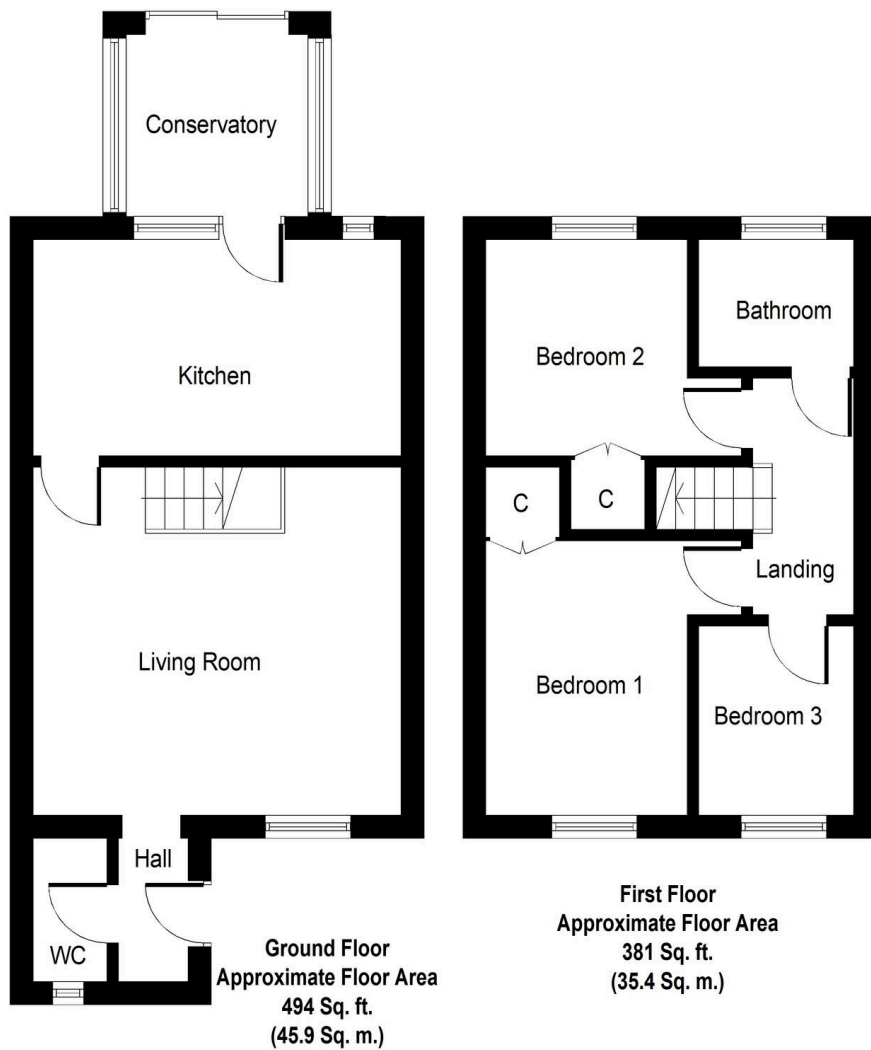 Conservatory
Kitchen
Living Room
Hall
WC
Ground Floor
Approximate Floor Area
494 Sq. ft.
(45.9 Sq. m.)
Bathroom
Bedroom 2
C
C
Landing
Bedroom 1
Bedroom 3
First Floor
Approximate Floor Area
381 Sq. ft.
(35.4 Sq. m.)